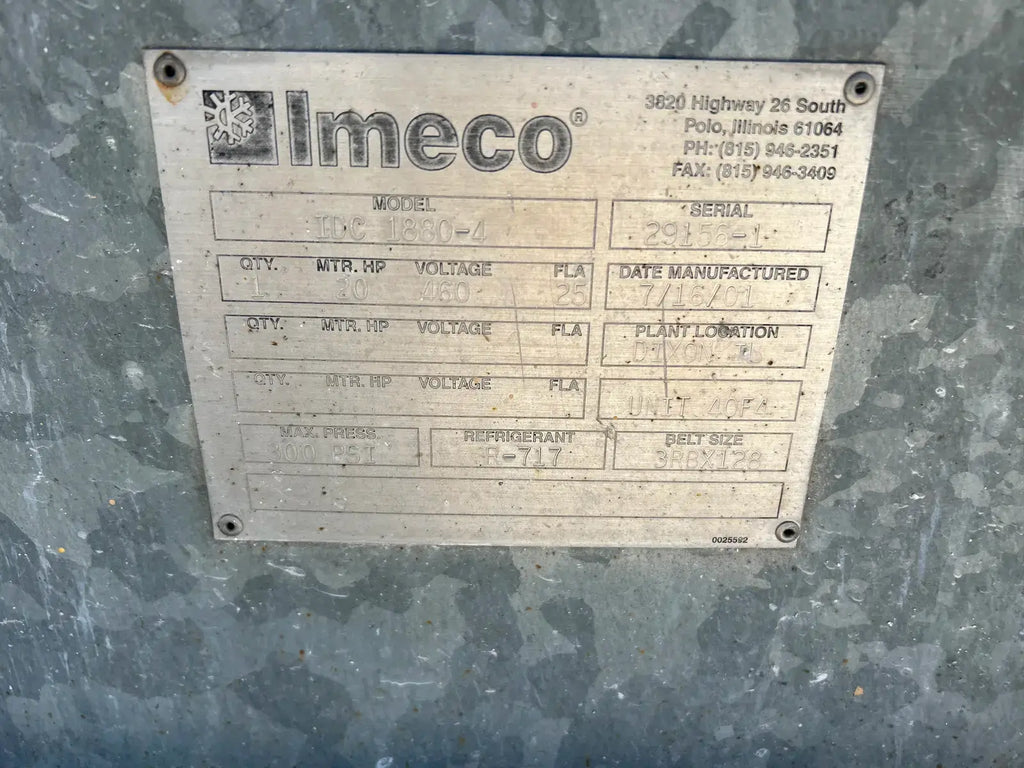 Imeco®
3820 Highway 26 South
Polo, Illinois 61064
PH: (815) 946-2351
FAX: (815) 946-3409
MODEL
IDC 1880-4
SERIAL
29156-1
QTY. MTR. HP VOLTAGE FLA
1 20 460 25
DATE MANUFACTURED
7/16/01
QTY. MTR. HP VOLTAGE FLA
PLANT LOCATION
DIXON
QTY. MTR. HP VOLTAGE FLA
UNIT 40F4
MAX. PRESS.
300 PSI
REFRIGERANT
R-717
BELT SIZE
3RBX128
0025592